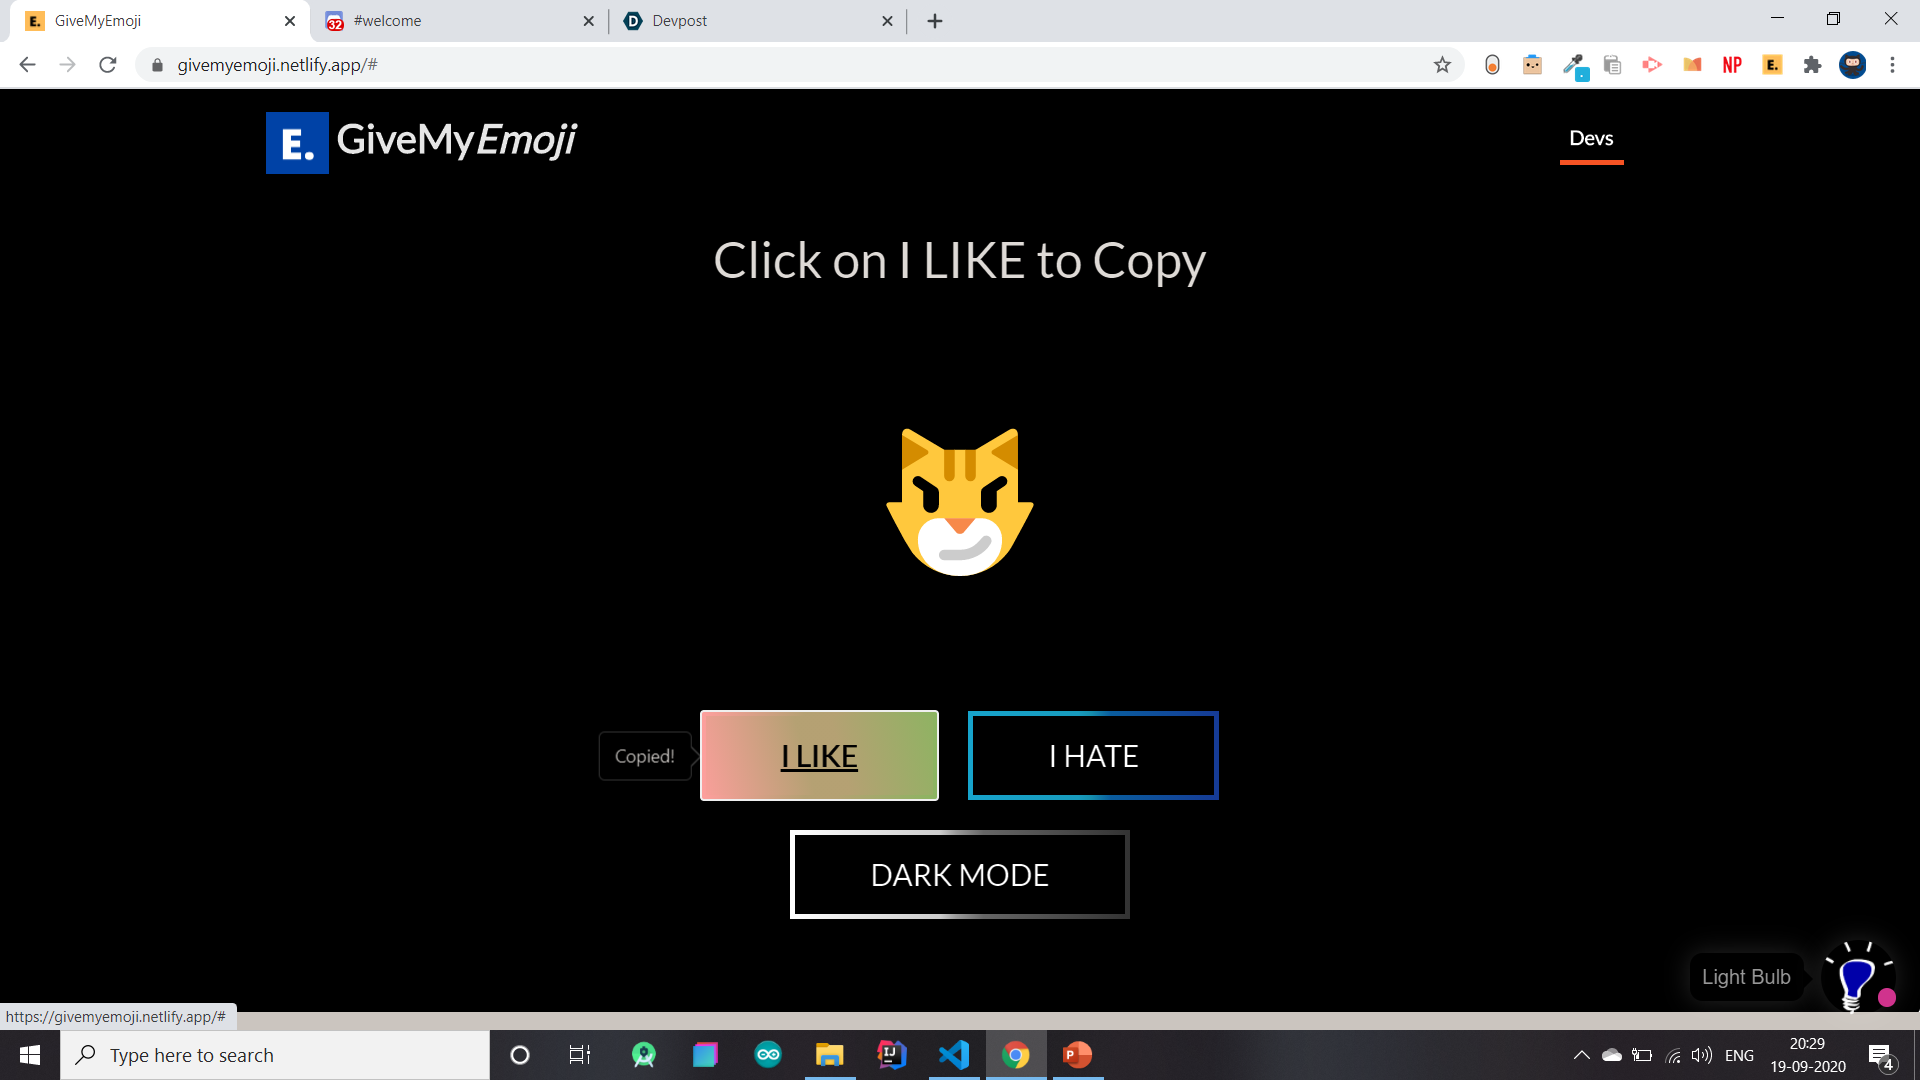 GiveMyEmoji
#welcome
Devpost
givemyemoji.netlify.app/#
NP
E.
E. GiveMyEmoji
Devs
Click on I LIKE to Copy
Copied!
I LIKE
I HATE
DARK MODE
Light Bulb
https://givemyemoji.netlify.app/#
Type here to search
ENG
20:29
19-09-2020
4